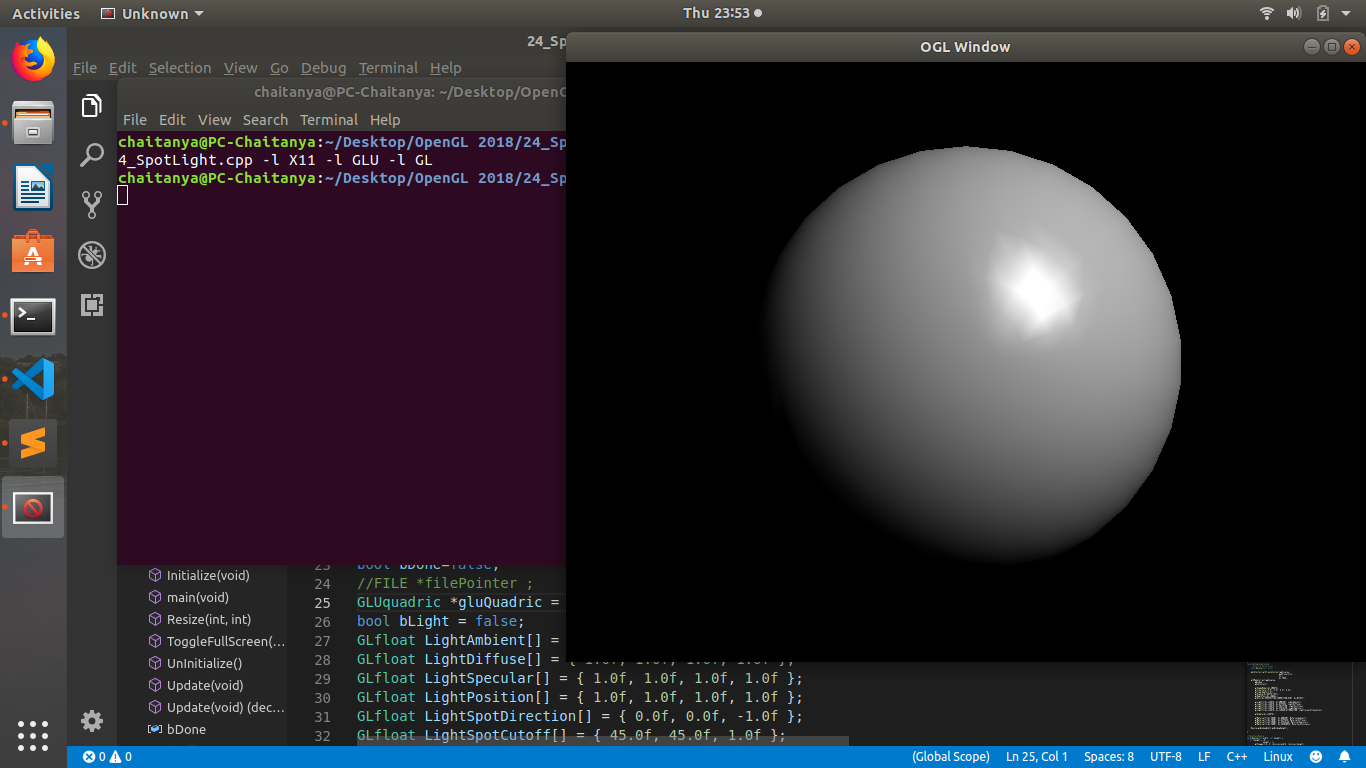 Activities
Unknown
Thu 23:53
24_Sp
OGL Window
File Edit Selection View Go Debug Terminal Help
chaitanya@PC-Chaitanya: ~/Desktop/OpenG
File Edit View Search Terminal Help
chaitanya@PC-Chaitanya:~/Desktop/OpenGL 2018/24_Sp
4_SpotLight.cpp -l X11 -l GLU -l GL
chaitanya@PC-Chaitanya:~/Desktop/OpenGL 2018/24_Sp
Initialize(void)
main(void)
Resize(int, int)
ToggleFullScreen(...
UnInitialize()
Update(void)
Update(void) (dec...
bDone
23 bool bDone=false;
24 //FILE *filePointer ;
25 GLUquadric *gluQuadric =
26 bool bLight = false;
27 GLfloat LightAmbient[] =
28 GLfloat LightDiffuse[] = { 1.0f, 1.0f, 1.0f, 1.0f };
29 GLfloat LightSpecular[] = { 1.0f, 1.0f, 1.0f, 1.0f };
30 GLfloat LightPosition[] = { 1.0f, 1.0f, 1.0f, 1.0f };
31 GLfloat LightSpotDirection[] = { 0.0f, 0.0f, -1.0f };
32 GLfloat LightSpotCutoff[] = { 45.0f, 45.0f, 1.0f };
0 0
(Global Scope) Ln 25, Col 1 Spaces: 8 UTF-8 LF C++ Linux